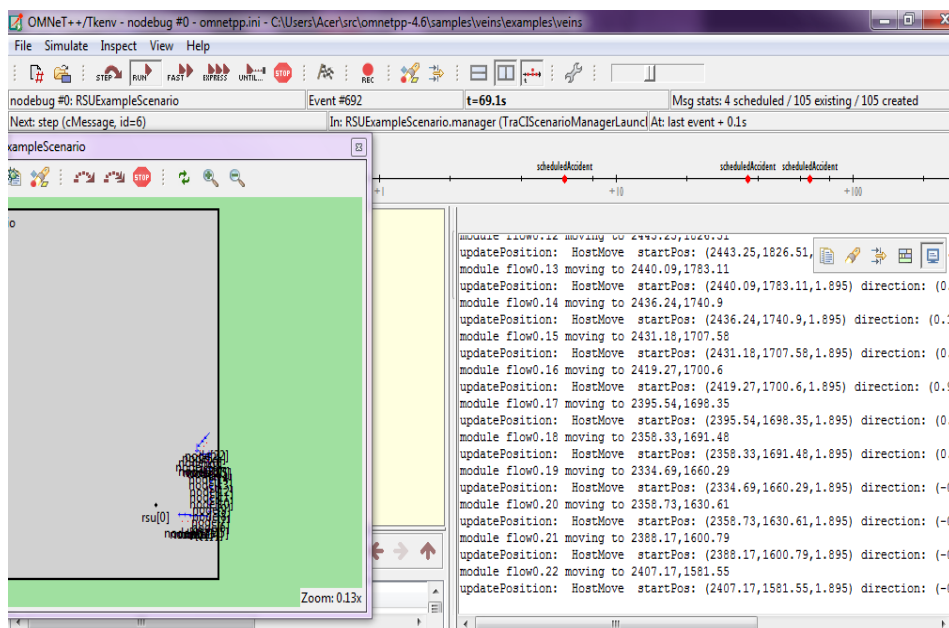 OMNeT++/Tkenv - nodebug #0 - omnetpp.ini - C:\Users\Acer\src\omnetpp-4.6\samples\veins\examples\veins
File Simulate Inspect View Help
STEP RUN FAST EXPRESS UNTIL... STOP REC
nodebug #0: RSUExampleScenario Event #692 t=69.1s Msg stats: 4 scheduled / 105 existing / 105 created
Next: step (cMessage, id=6) In: RSUExampleScenario.manager (TraCIScenarioManagerLauncl At: last event + 0.1s
xampleScenario
STOP
scheduledAccident scheduledAccident scheduledAccident
+1 +10 +100
o
module flow0.12 moving to 2443.25,1826.51
updatePosition: HostMove startPos: (2443.25,1826.51,
module flow0.13 moving to 2440.09,1783.11
updatePosition: HostMove startPos: (2440.09,1783.11,1.895) direction: (0.
module flow0.14 moving to 2436.24,1740.9
updatePosition: HostMove startPos: (2436.24,1740.9,1.895) direction: (0.
module flow0.15 moving to 2431.18,1707.58
updatePosition: HostMove startPos: (2431.18,1707.58,1.895) direction: (0.
module flow0.16 moving to 2419.27,1700.6
updatePosition: HostMove startPos: (2419.27,1700.6,1.895) direction: (0.
module flow0.17 moving to 2395.54,1698.35
updatePosition: HostMove startPos: (2395.54,1698.35,1.895) direction: (0.
module flow0.18 moving to 2358.33,1691.48
updatePosition: HostMove startPos: (2358.33,1691.48,1.895) direction: (0.
module flow0.19 moving to 2334.69,1660.29
updatePosition: HostMove startPos: (2334.69,1660.29,1.895) direction: (-
module flow0.20 moving to 2358.73,1630.61
updatePosition: HostMove startPos: (2358.73,1630.61,1.895) direction: (-
module flow0.21 moving to 2388.17,1600.79
updatePosition: HostMove startPos: (2388.17,1600.79,1.895) direction: (-
module flow0.22 moving to 2407.17,1581.55
updatePosition: HostMove startPos: (2407.17,1581.55,1.895) direction: (-
rsu[0]
Zoom: 0.13x